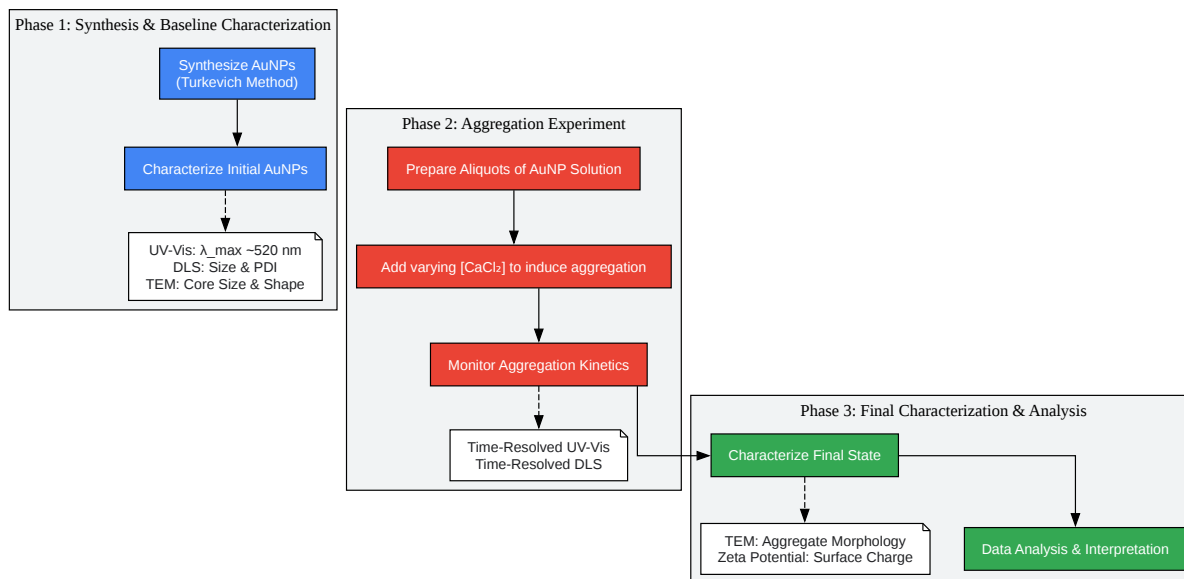 Phase 1: Synthesis & Baseline Characterization
Synthesize AuNPs
(Turkevich Method)
Characterize Initial AuNPs
UV-Vis: λ_max ~520 nm
DLS: Size & PDI
TEM: Core Size & Shape
Phase 2: Aggregation Experiment
Prepare Aliquots of AuNP Solution
Add varying [CaCl₂] to induce aggregation
Monitor Aggregation Kinetics
Time-Resolved UV-Vis
Time-Resolved DLS
Phase 3: Final Characterization & Analysis
Characterize Final State
TEM: Aggregate Morphology
Zeta Potential: Surface Charge
Data Analysis & Interpretation